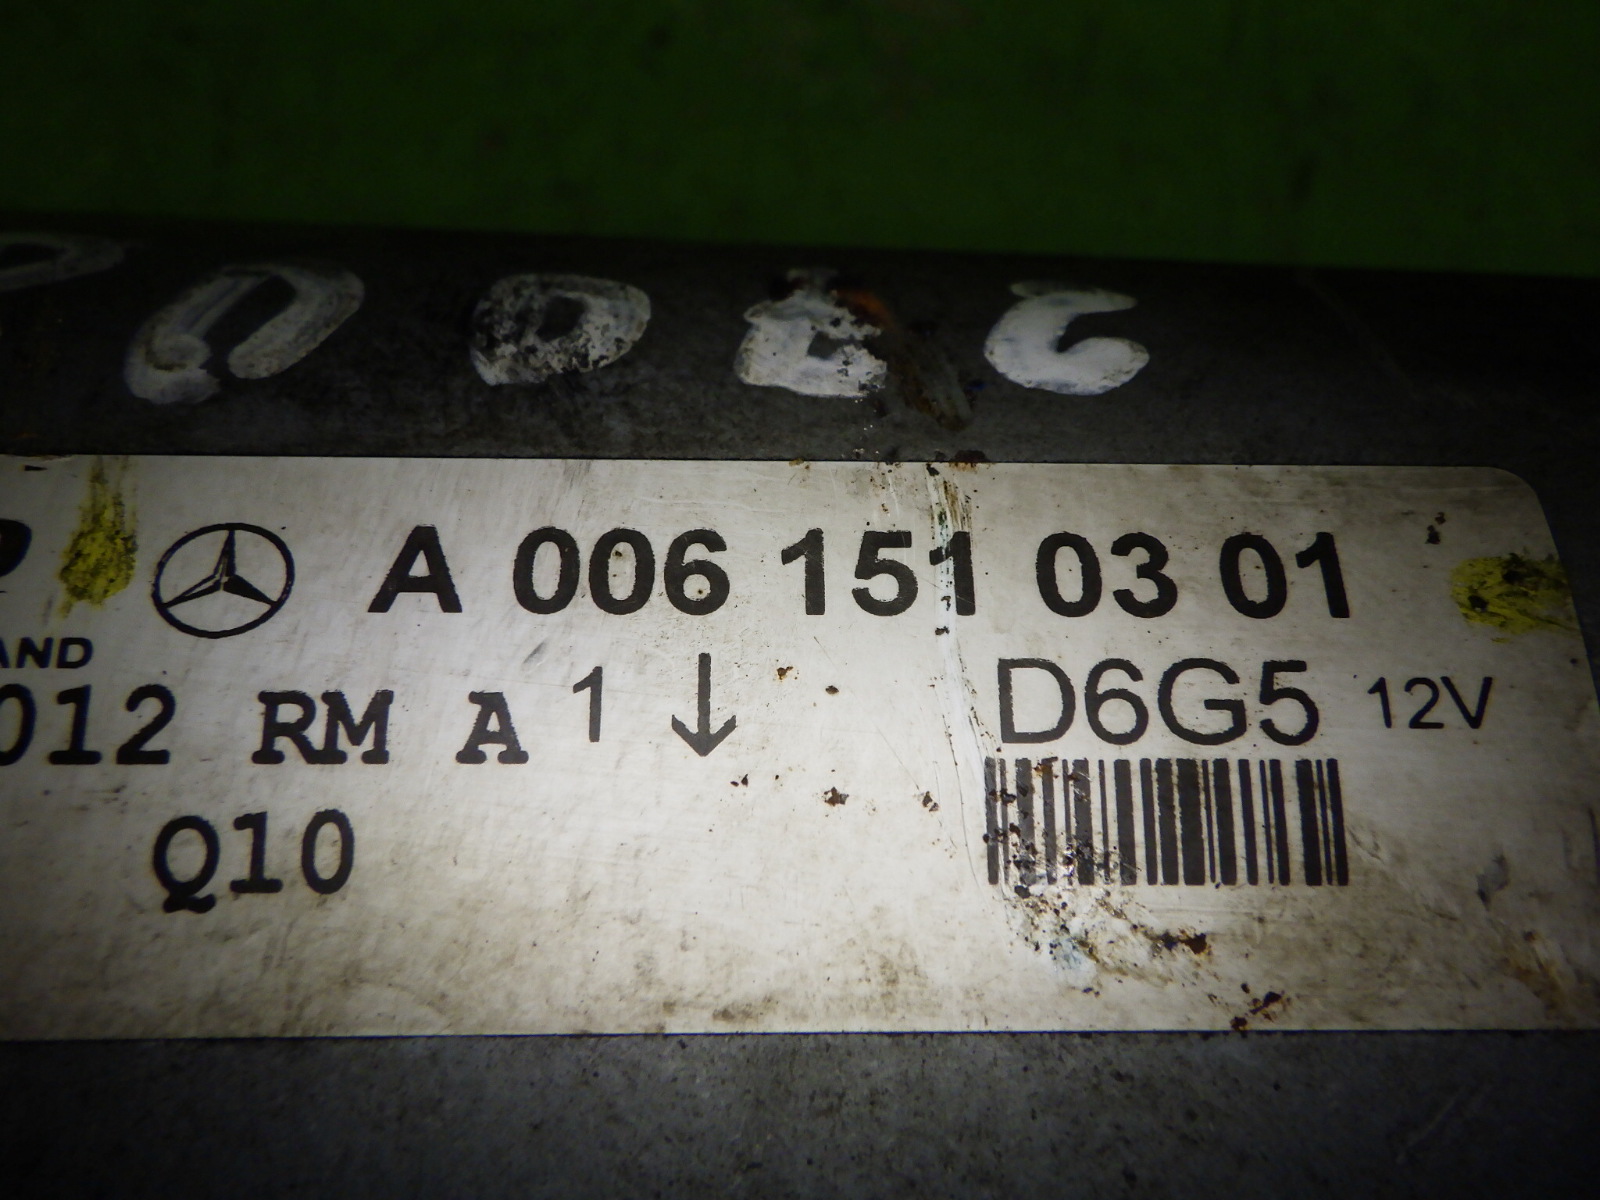 A 006 151 03 01
AND
012 RM A 1 ↓ D6G5 12V
Q10